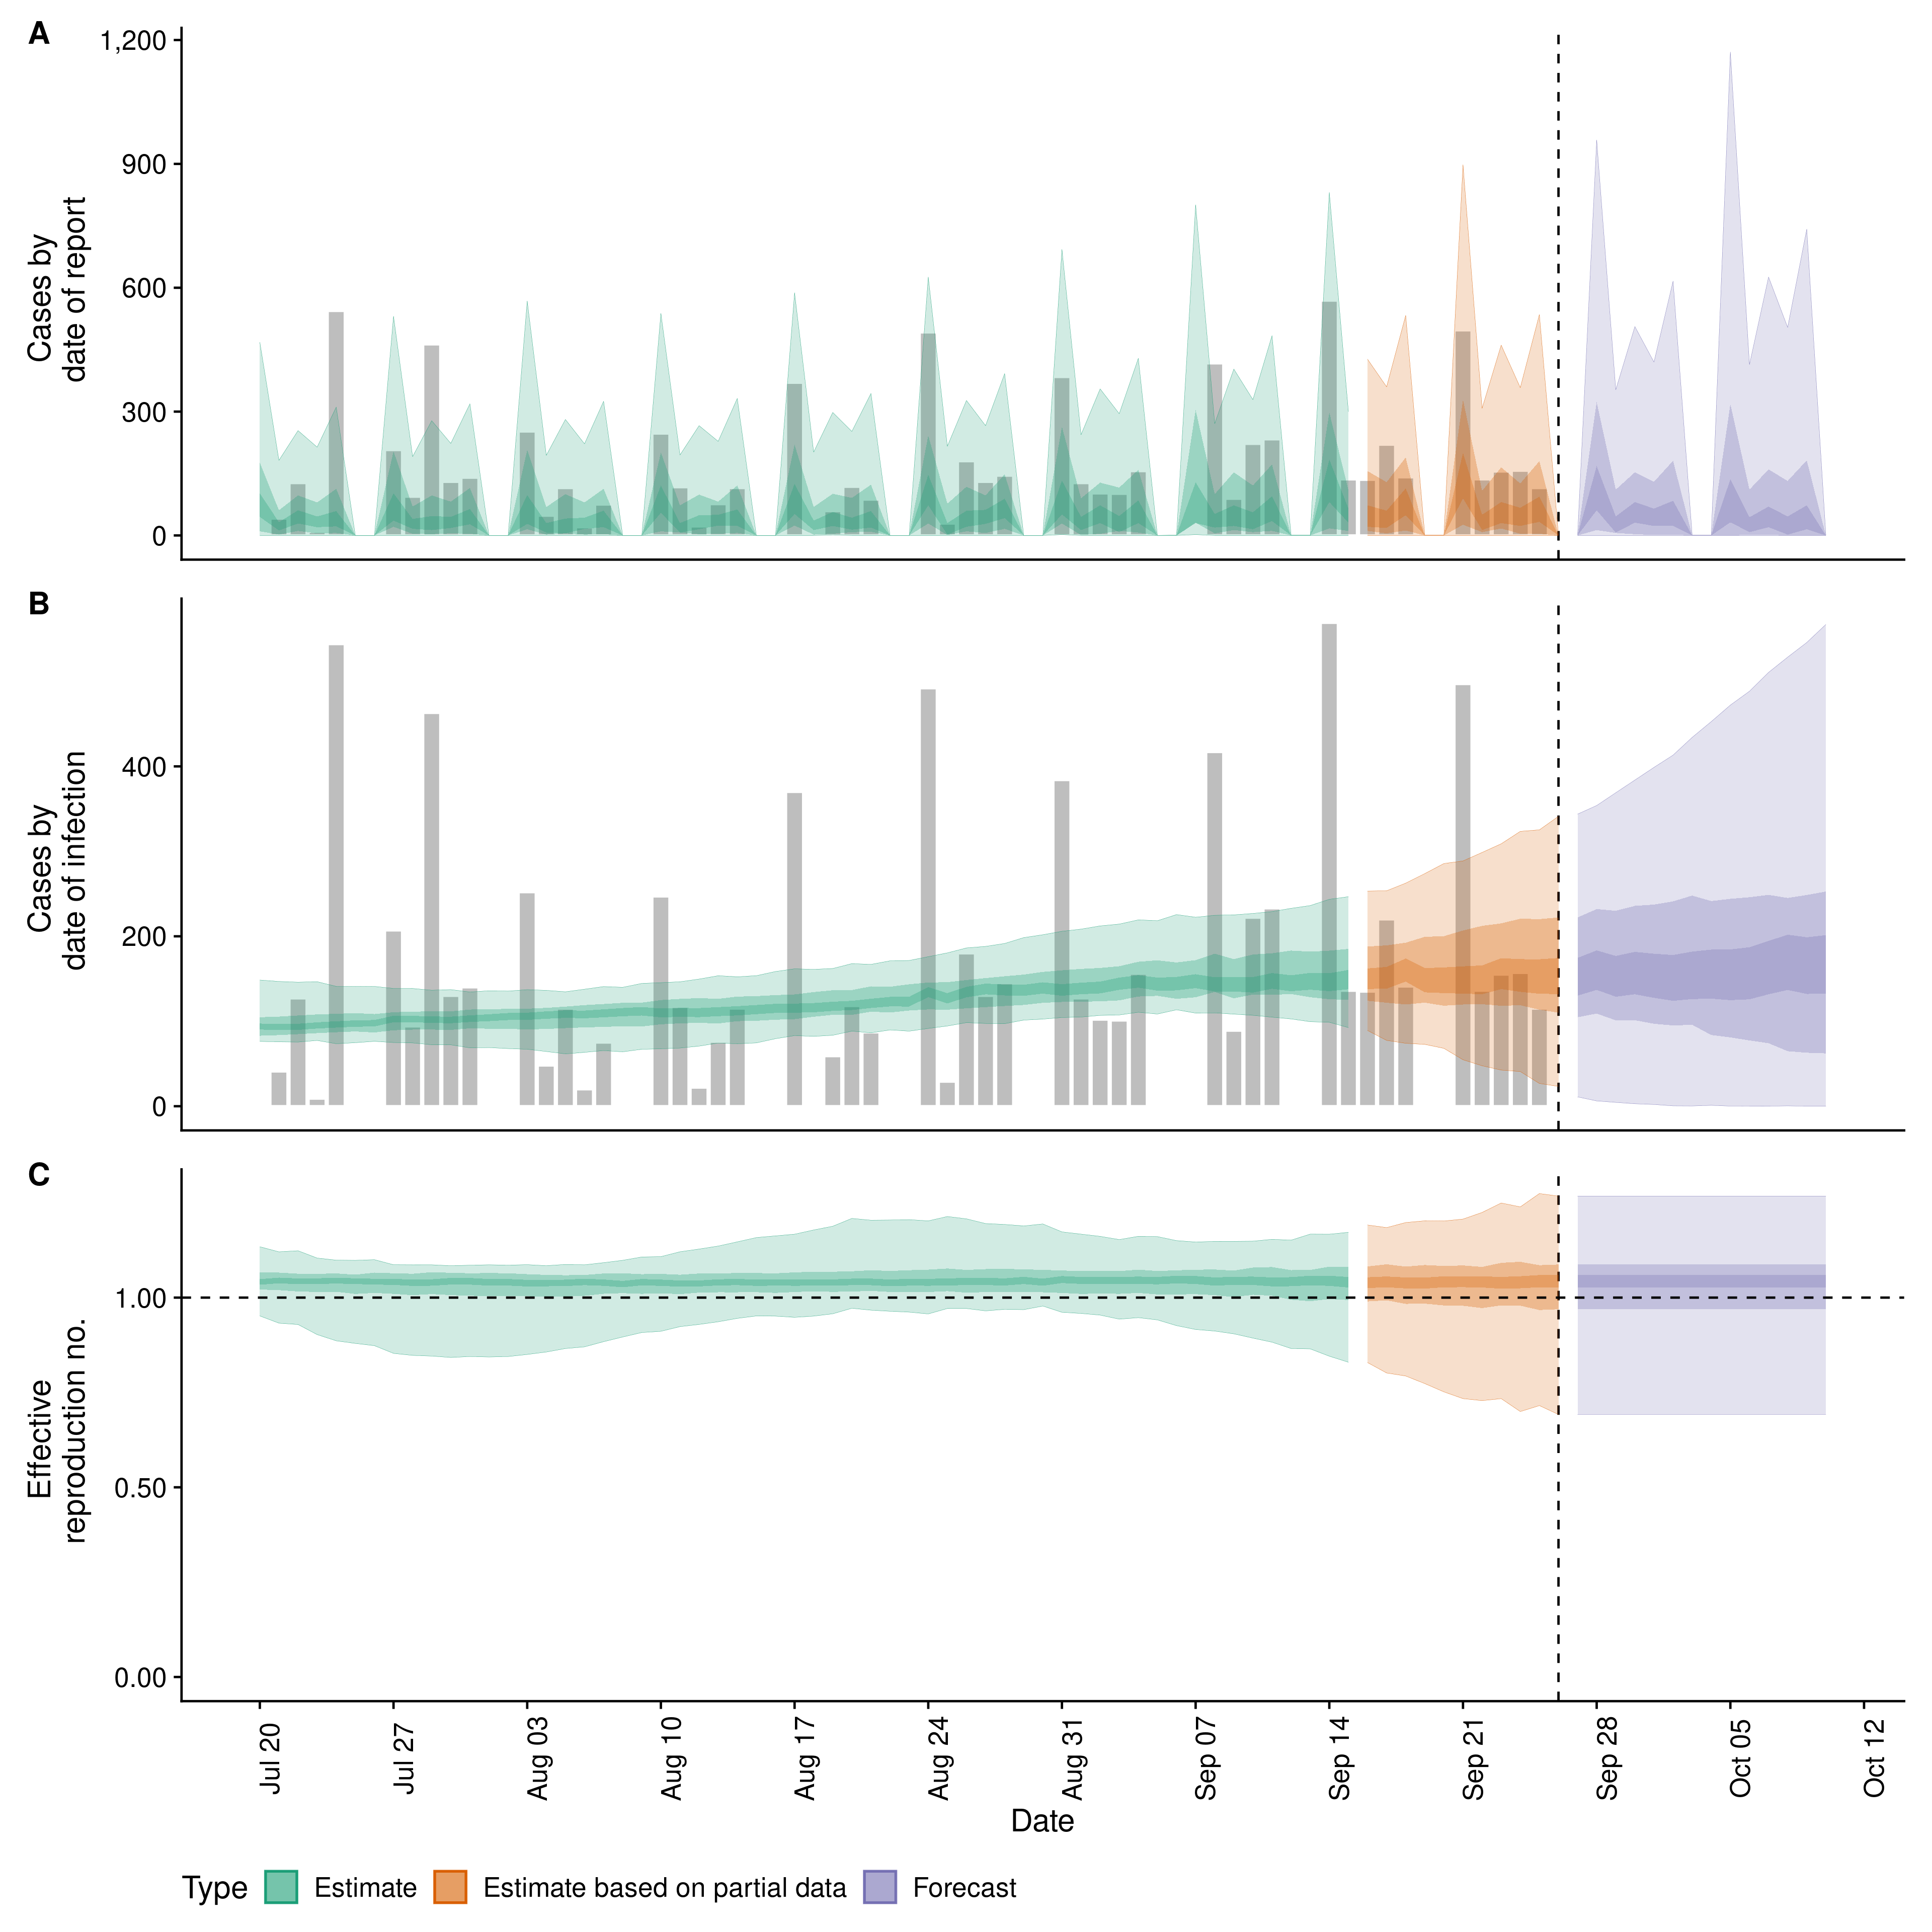 A
1,200
900
600
300
0
Cases by
date of report
B
400
200
0
Cases by
date of infection
C
1.00
0.50
0.00
Effective
reproduction no.
Jul 20
Jul 27
Aug 03
Aug 10
Aug 17
Aug 24
Aug 31
Sep 07
Sep 14
Sep 21
Sep 28
Oct 05
Oct 12
Date
Type Estimate Estimate based on partial data Forecast